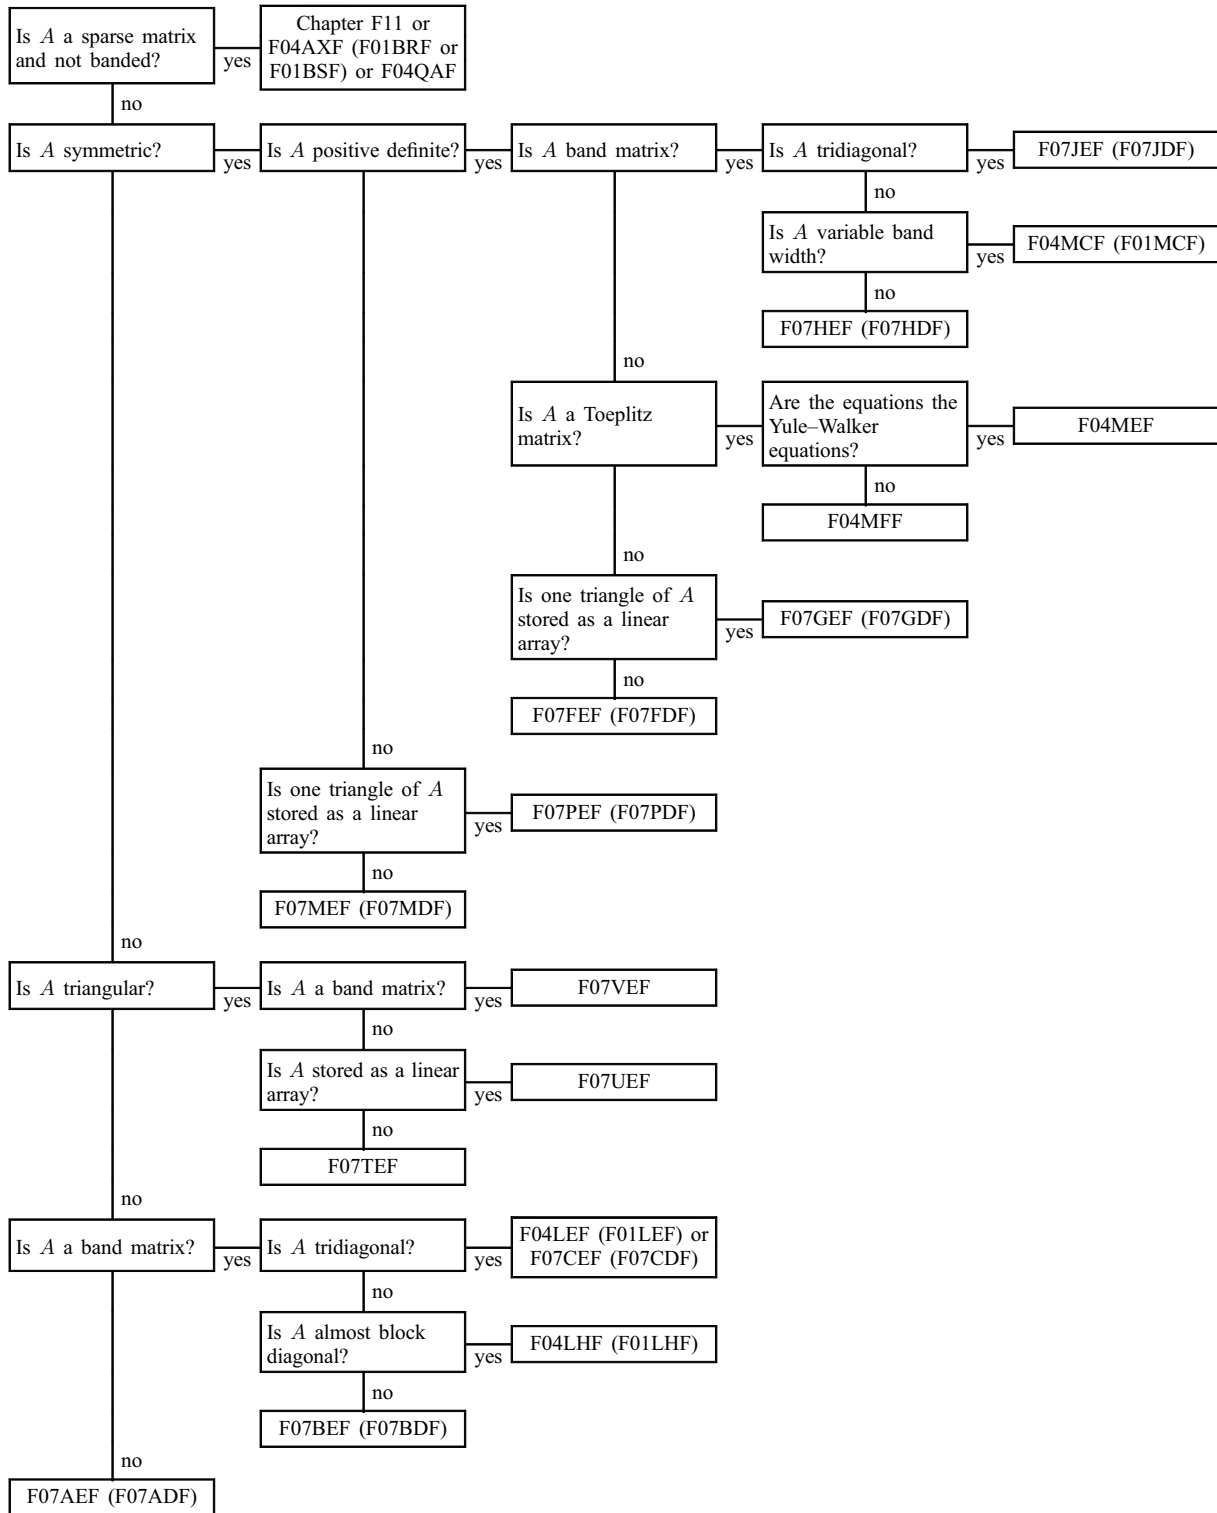 Is A a sparse matrix
and not banded?
yes
Chapter F11 or
F04AXF (F01BRF or
F01BSF) or F04QAF
no
Is A symmetric?
yes
Is A positive definite?
yes
Is A band matrix?
yes
Is A tridiagonal?
yes
F07JEF (F07JDF)
no
Is A variable band
width?
yes
F04MCF (F01MCF)
no
F07HEF (F07HDF)
no
Is A a Toeplitz
matrix?
yes
Are the equations the
Yule–Walker
equations?
yes
F04MEF
no
F04MFF
no
Is one triangle of A
stored as a linear
array?
yes
F07GEF (F07GDF)
no
F07FEF (F07FDF)
no
Is one triangle of A
stored as a linear
array?
yes
F07PEF (F07PDF)
no
F07MEF (F07MDF)
no
Is A triangular?
yes
Is A a band matrix?
yes
F07VEF
no
Is A stored as a linear
array?
yes
F07UEF
no
F07TEF
no
Is A a band matrix?
yes
Is A tridiagonal?
yes
F04LEF (F01LEF) or
F07CEF (F07CDF)
no
Is A almost block
diagonal?
yes
F04LHF (F01LHF)
no
F07BEF (F07BDF)
no
F07AEF (F07ADF)